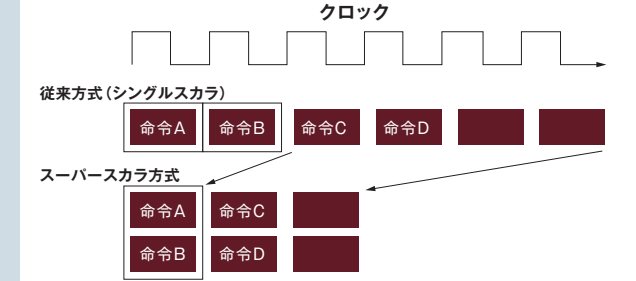 クロック
従来方式（シングルスカラ）
命令A 命令B 命令C 命令D
スーパースカラ方式
命令A 命令C
命令B 命令D